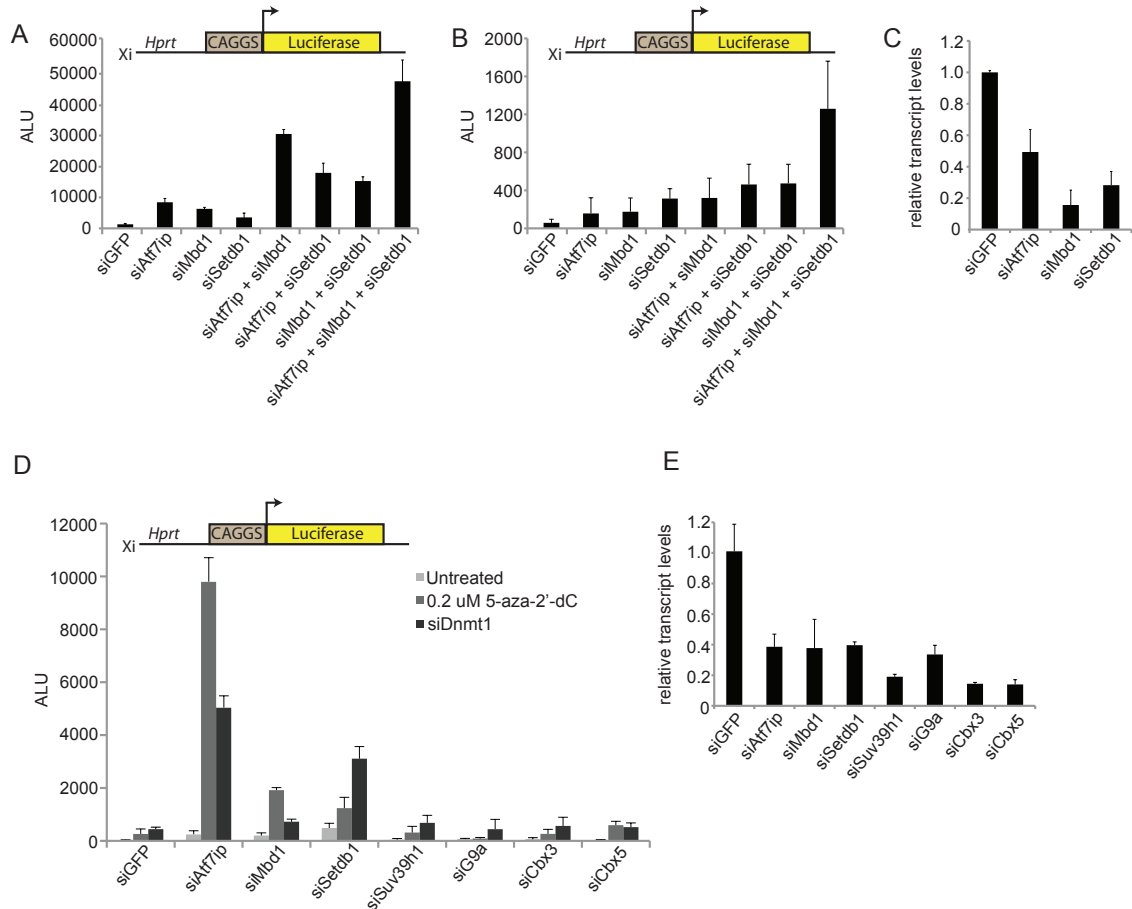 A
60000
50000
40000
30000
20000
10000
0
ALU
Xi
Hprt
CAGGS
Luciferase
siGFP
siAtf7ip
siMbd1
siSetdb1
siAtf7ip + siMbd1
siAtf7ip + siSetdb1
siMbd1 + siSetdb1
siAtf7ip + siMbd1 + siSetdb1
B
2000
1600
1200
800
400
0
ALU
Xi
Hprt
CAGGS
Luciferase
siGFP
siAtf7ip
siMbd1
siSetdb1
siAtf7ip + siMbd1
siAtf7ip + siSetdb1
siMbd1 + siSetdb1
siAtf7ip + siMbd1 + siSetdb1
C
relative transcript levels
1.2
1.0
0.8
0.6
0.4
0.2
0
siGFP
siAtf7ip
siMbd1
siSetdb1
D
12000
10000
8000
6000
4000
2000
0
ALU
Xi
Hprt
CAGGS
Luciferase
Untreated
0.2 uM 5-aza-2'-dC
siDnmt1
siGFP
siAtf7ip
siMbd1
siSetdb1
siSuv39h1
siG9a
siCbx3
siCbx5
E
relative transcript levels
1.2
1.0
0.8
0.6
0.4
0.2
0
siGFP
siAtf7ip
siMbd1
siSetdb1
siSuv39h1
siG9a
siCbx3
siCbx5